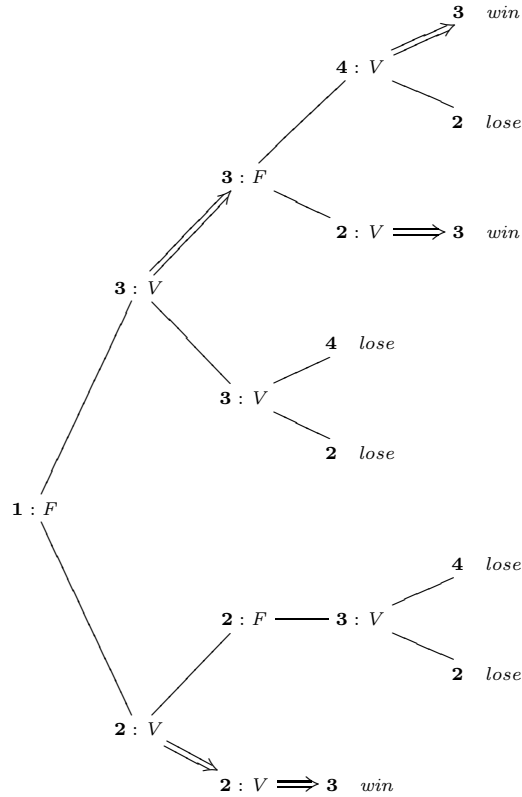 3 win
4 : V
2 lose
3 : F
2 : V 3 win
3 : V
4 lose
3 : V
2 lose
1 : F
4 lose
2 : F 3 : V
2 lose
2 : V
2 : V 3 win